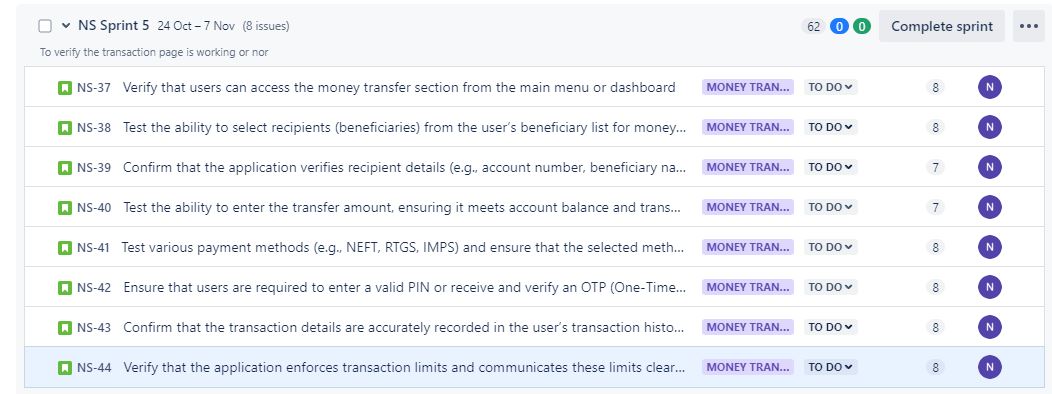 NS Sprint 5 24 Oct – 7 Nov (8 issues) 62 0 0 Complete sprint
To verify the transaction page is working or nor
NS-37 Verify that users can access the money transfer section from the main menu or dashboard MONEY TRAN... TO DO 8 N
NS-38 Test the ability to select recipients (beneficiaries) from the user’s beneficiary list for money... MONEY TRAN... TO DO 8 N
NS-39 Confirm that the application verifies recipient details (e.g., account number, beneficiary na... MONEY TRAN... TO DO 7 N
NS-40 Test the ability to enter the transfer amount, ensuring it meets account balance and trans... MONEY TRAN... TO DO 7 N
NS-41 Test various payment methods (e.g., NEFT, RTGS, IMPS) and ensure that the selected meth... MONEY TRAN... TO DO 8 N
NS-42 Ensure that users are required to enter a valid PIN or receive and verify an OTP (One-Time... MONEY TRAN... TO DO 8 N
NS-43 Confirm that the transaction details are accurately recorded in the user’s transaction histo... MONEY TRAN... TO DO 8 N
NS-44 Verify that the application enforces transaction limits and communicates these limits clear... MONEY TRAN... TO DO 8 N